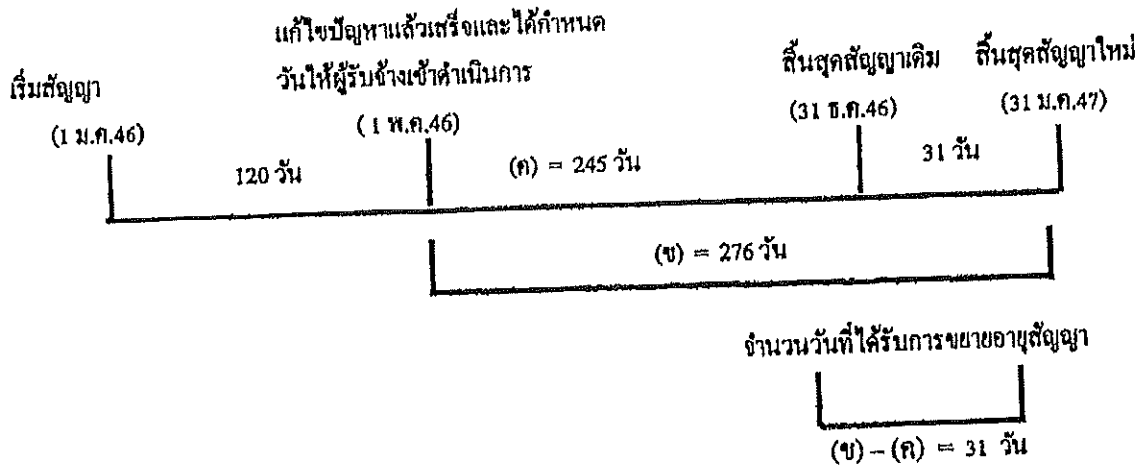 แก้ไขปัญหาแล้วเสร็จและได้กำหนด
วันให้ผู้รับจ้างเข้าดำเนินการ
เริ่มสัญญา
สิ้นสุดสัญญาเดิม
สิ้นสุดสัญญาใหม่
(1 ม.ค.46)
(1 พ.ค.46)
(31 ธ.ค.46)
(31 ม.ค.47)
120 วัน
(ค) = 245 วัน
31 วัน
(ข) = 276 วัน
จำนวนวันที่ได้รับการขยายอายุสัญญา
(ข) – (ค) = 31 วัน